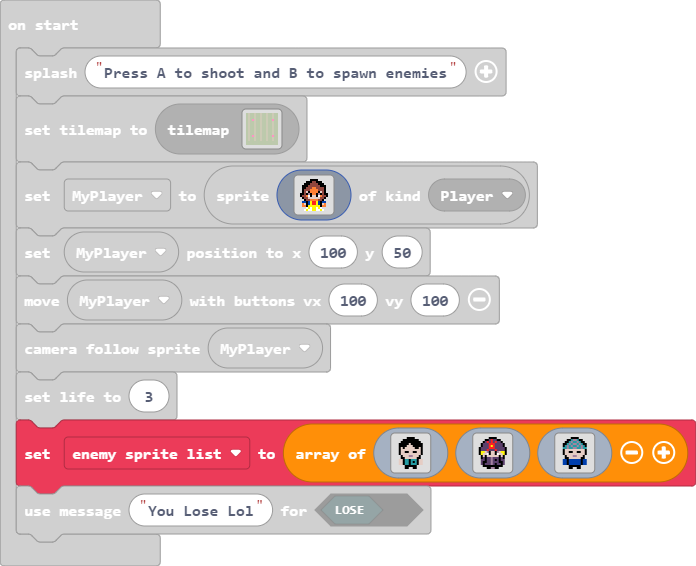 on start
splash "Press A to shoot and B to spawn enemies"
set tilemap to tilemap
set MyPlayer to sprite of kind Player
set MyPlayer position to x 100 y 50
move MyPlayer with buttons vx 100 vy 100
camera follow sprite MyPlayer
set life to 3
set enemy sprite list to array of
use message "You Lose Lol" for LOSE